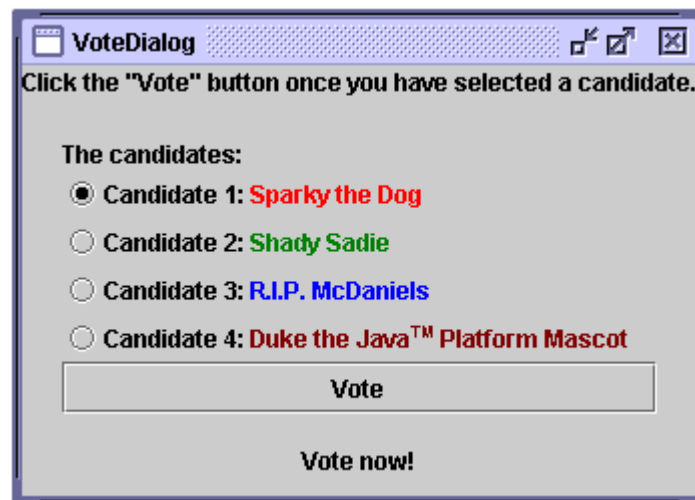 VoteDialog
Click the "Vote" button once you have selected a candidate.
The candidates:
Candidate 1: Sparky the Dog
Candidate 2: Shady Sadie
Candidate 3: R.I.P. McDaniels
Candidate 4: Duke the Java™ Platform Mascot
Vote
Vote now!